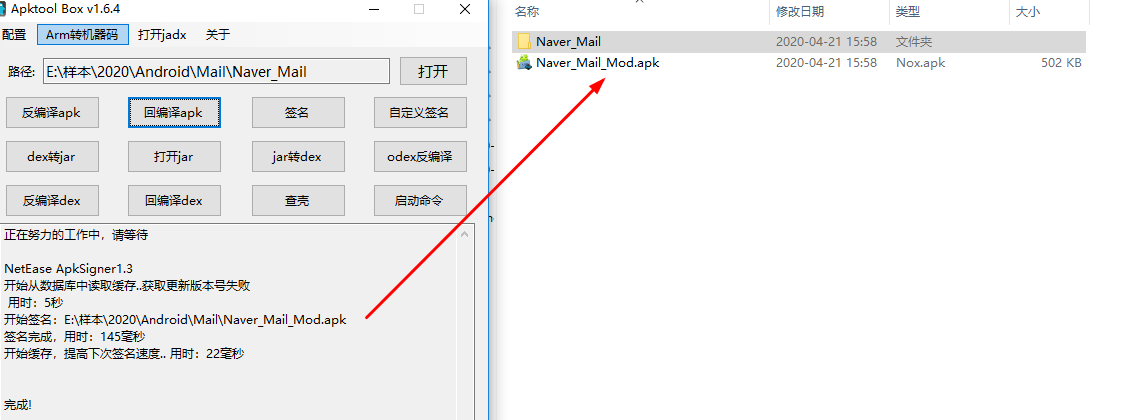 Apktool Box v1.6.4
配置 Arm转机器码 打开jadx 关于
路径: E:\样本\2020\Android\Mail\Naver_Mail 打开
反编译apk 回编译apk 签名 自定义签名
dex转jar 打开jar jar转dex odex反编译
反编译dex 回编译dex 查壳 启动命令
正在努力的工作中，请等待
NetEase ApkSigner1.3
开始从数据库中读取缓存..获取更新版本号失败
用时：5秒
开始签名：E:\样本\2020\Android\Mail\Naver_Mail_Mod.apk
签名完成，用时：145毫秒
开始缓存，提高下次签名速度.. 用时：22毫秒
完成!
名称 修改日期 类型 大小
Naver_Mail 2020-04-21 15:58 文件夹
Naver_Mail_Mod.apk 2020-04-21 15:58 Nox.apk 502 KB